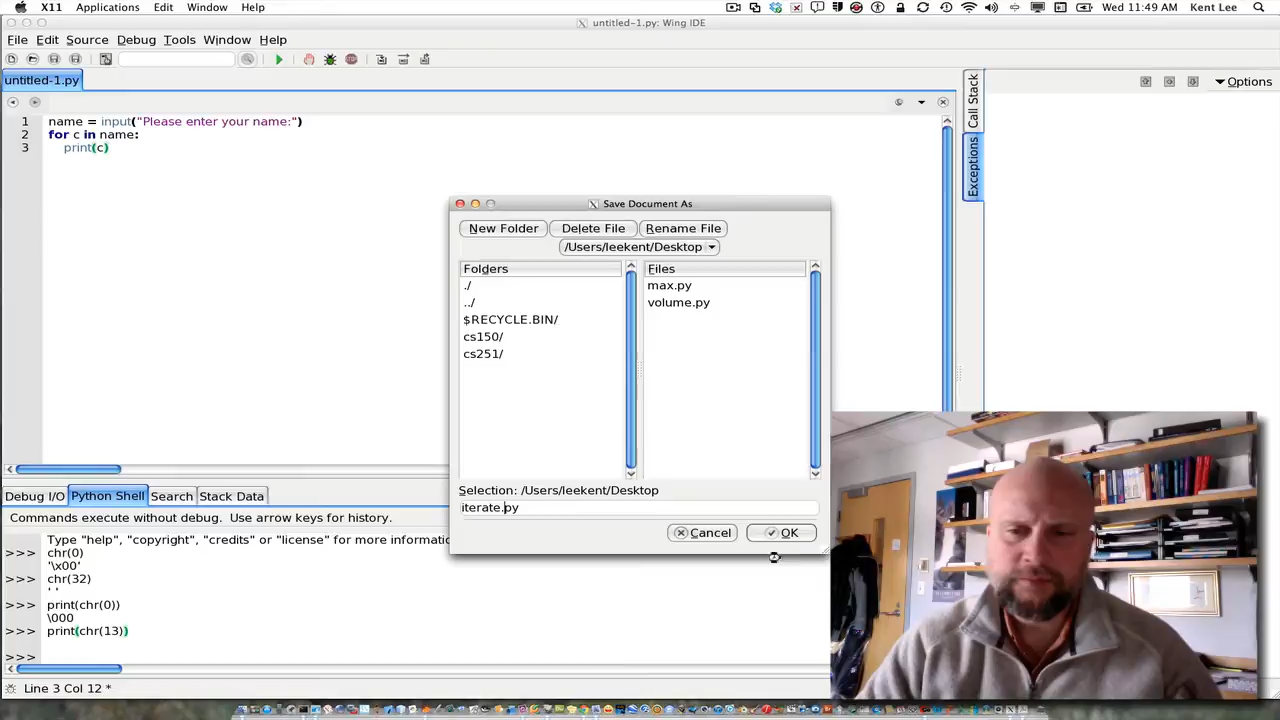 X11 Applications Edit Window Help Wed 11:49 AM Kent Lee
untitled-1.py: Wing IDE
File Edit Source Debug Tools Window Help
untitled-1.py
Options
1 name = input("Please enter your name:")
2 for c in name:
3 print(c)
Call Stack
Exceptions
Save Document As
New Folder Delete File Rename File
/Users/leekent/Desktop
Folders Files
./ max.py
../ volume.py
$RECYCLE.BIN/
cs150/
cs251/
Selection: /Users/leekent/Desktop
iterate.py
Cancel OK
Debug I/O Python Shell Search Stack Data
Commands execute without debug. Use arrow keys for history.
Type "help", "copyright", "credits" or "license" for more informatio
>>> chr(0)
'\x00'
>>> chr(32)
' '
>>> print(chr(0))
\000
>>> print(chr(13))
>>>
Line 3 Col 12 *